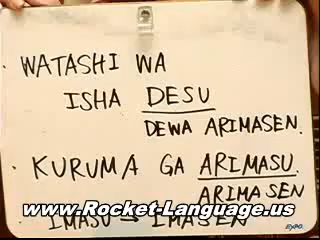 · WATASHI WA
ISHA DESU
DEWA ARIMASEN.
· KURUMA GA ARIMASU.
ARIMASEN
www.Rocket-Language.us
· IMASU → IMASEN
EXPO.